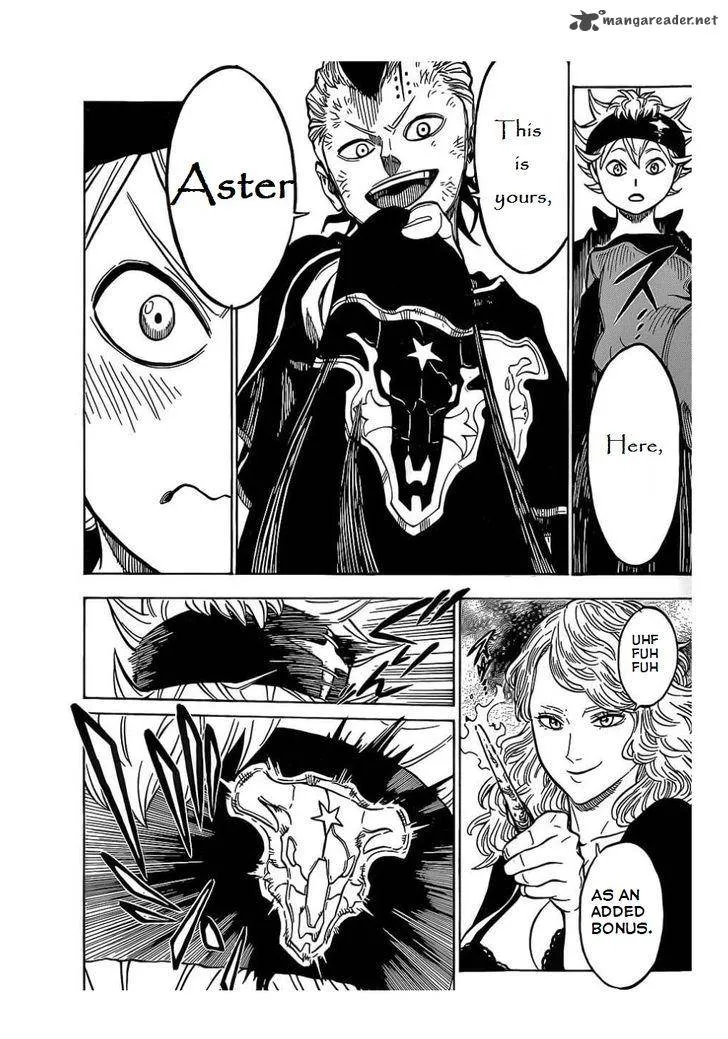 mangareader.net
Here,
This
is
yours,
Aster
UHF
FUH
FUH
AS AN
ADDED
BONUS.